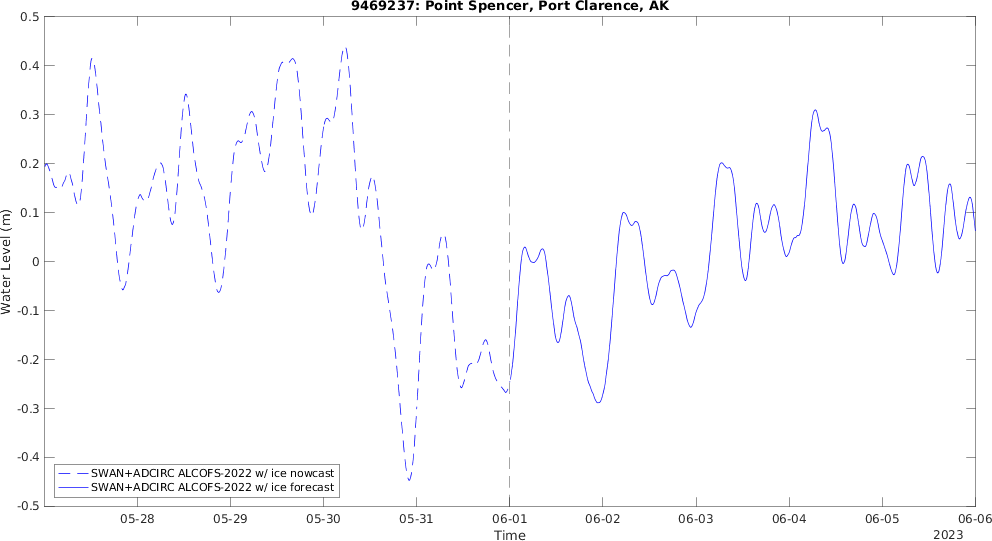 9469237: Point Spencer, Port Clarence, AK
0.5
0.4
0.3
0.2
0.1
0
-0.1
-0.2
-0.3
-0.4
-0.5
Water Level (m)
SWAN+ADCIRC ALCOFS-2022 w/ ice nowcast
SWAN+ADCIRC ALCOFS-2022 w/ ice forecast
05-28 05-29 05-30 05-31 06-01 06-02 06-03 06-04 06-05 06-06
Time
2023